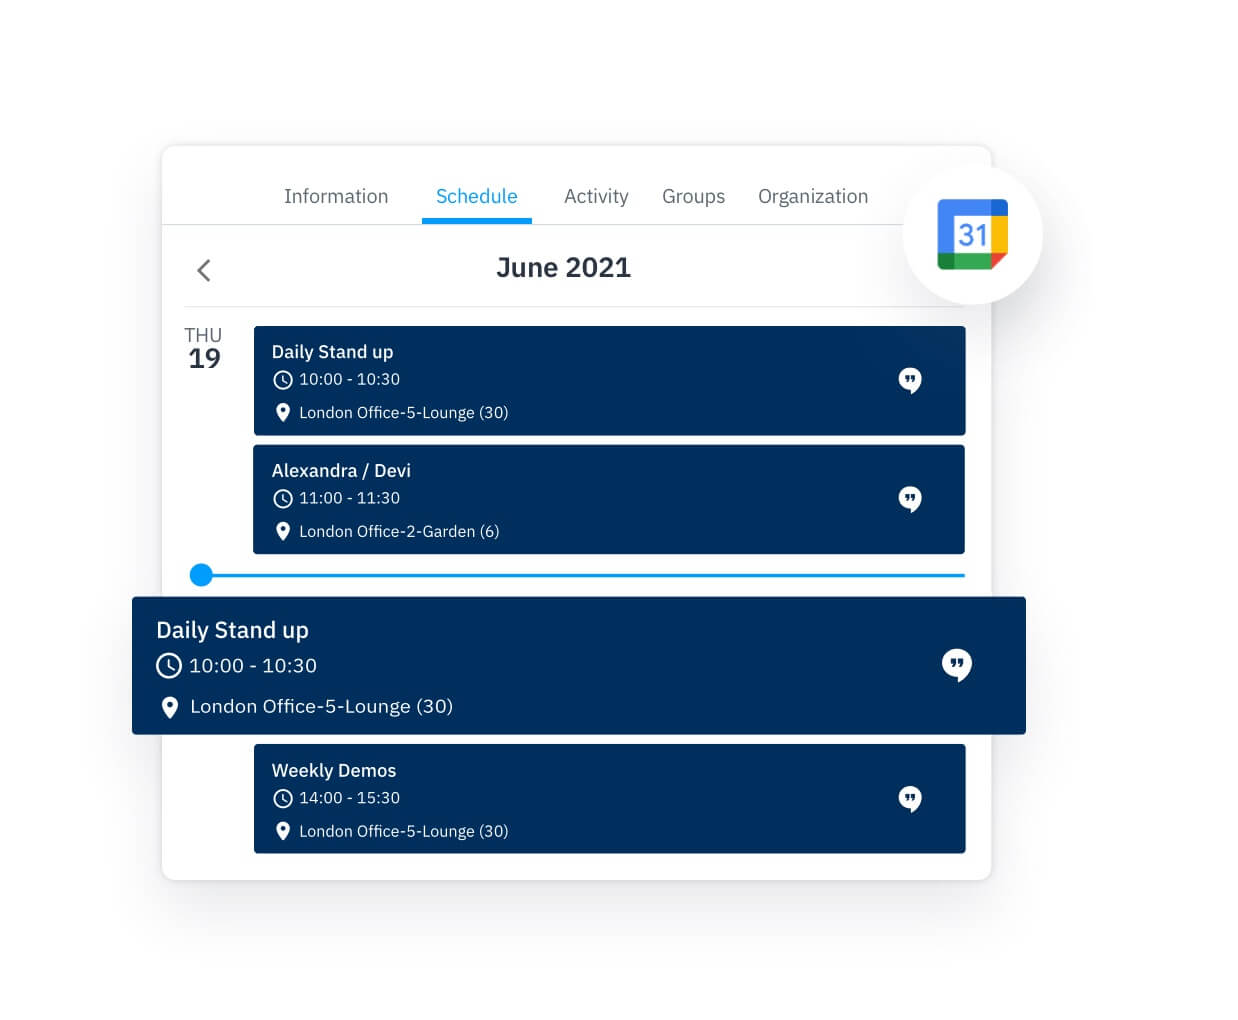 Information Schedule Activity Groups Organization
31
June 2021
THU
19
Daily Stand up
10:00 - 10:30
London Office-5-Lounge (30)
Alexandra / Devi
11:00 - 11:30
London Office-2-Garden (6)
Daily Stand up
10:00 - 10:30
London Office-5-Lounge (30)
Weekly Demos
14:00 - 15:30
London Office-5-Lounge (30)